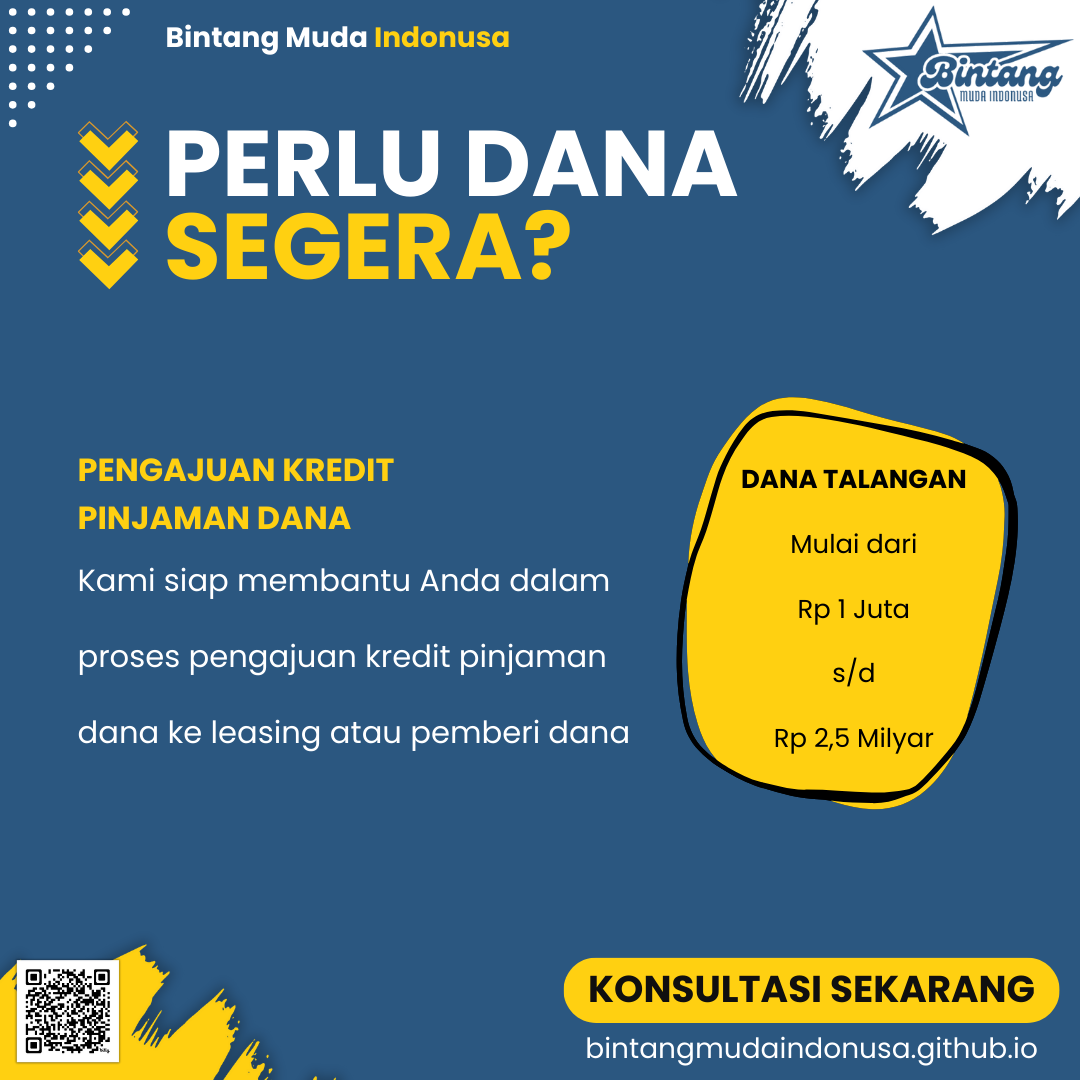 Bintang Muda Indonusa
Bintang
MUDA INDONUSA
PERLU DANA
SEGERA?
PENGAJUAN KREDIT
PINJAMAN DANA
Kami siap membantu Anda dalam
proses pengajuan kredit pinjaman
dana ke leasing atau pemberi dana
DANA TALANGAN
Mulai dari
Rp 1 Juta
s/d
Rp 2,5 Milyar
KONSULTASI SEKARANG
bintangmudaindonusa.github.io